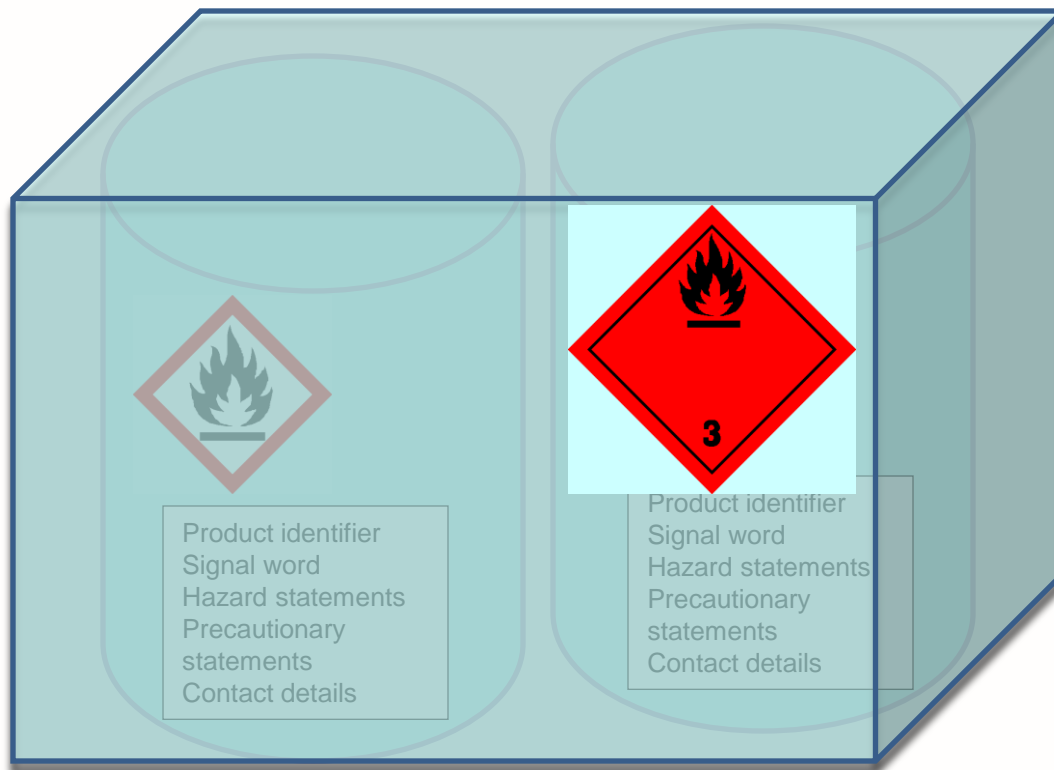 3
Product identifier
Signal word
Hazard statements
Precautionary
statements
Contact details
Product identifier
Signal word
Hazard statements
Precautionary
statements
Contact details